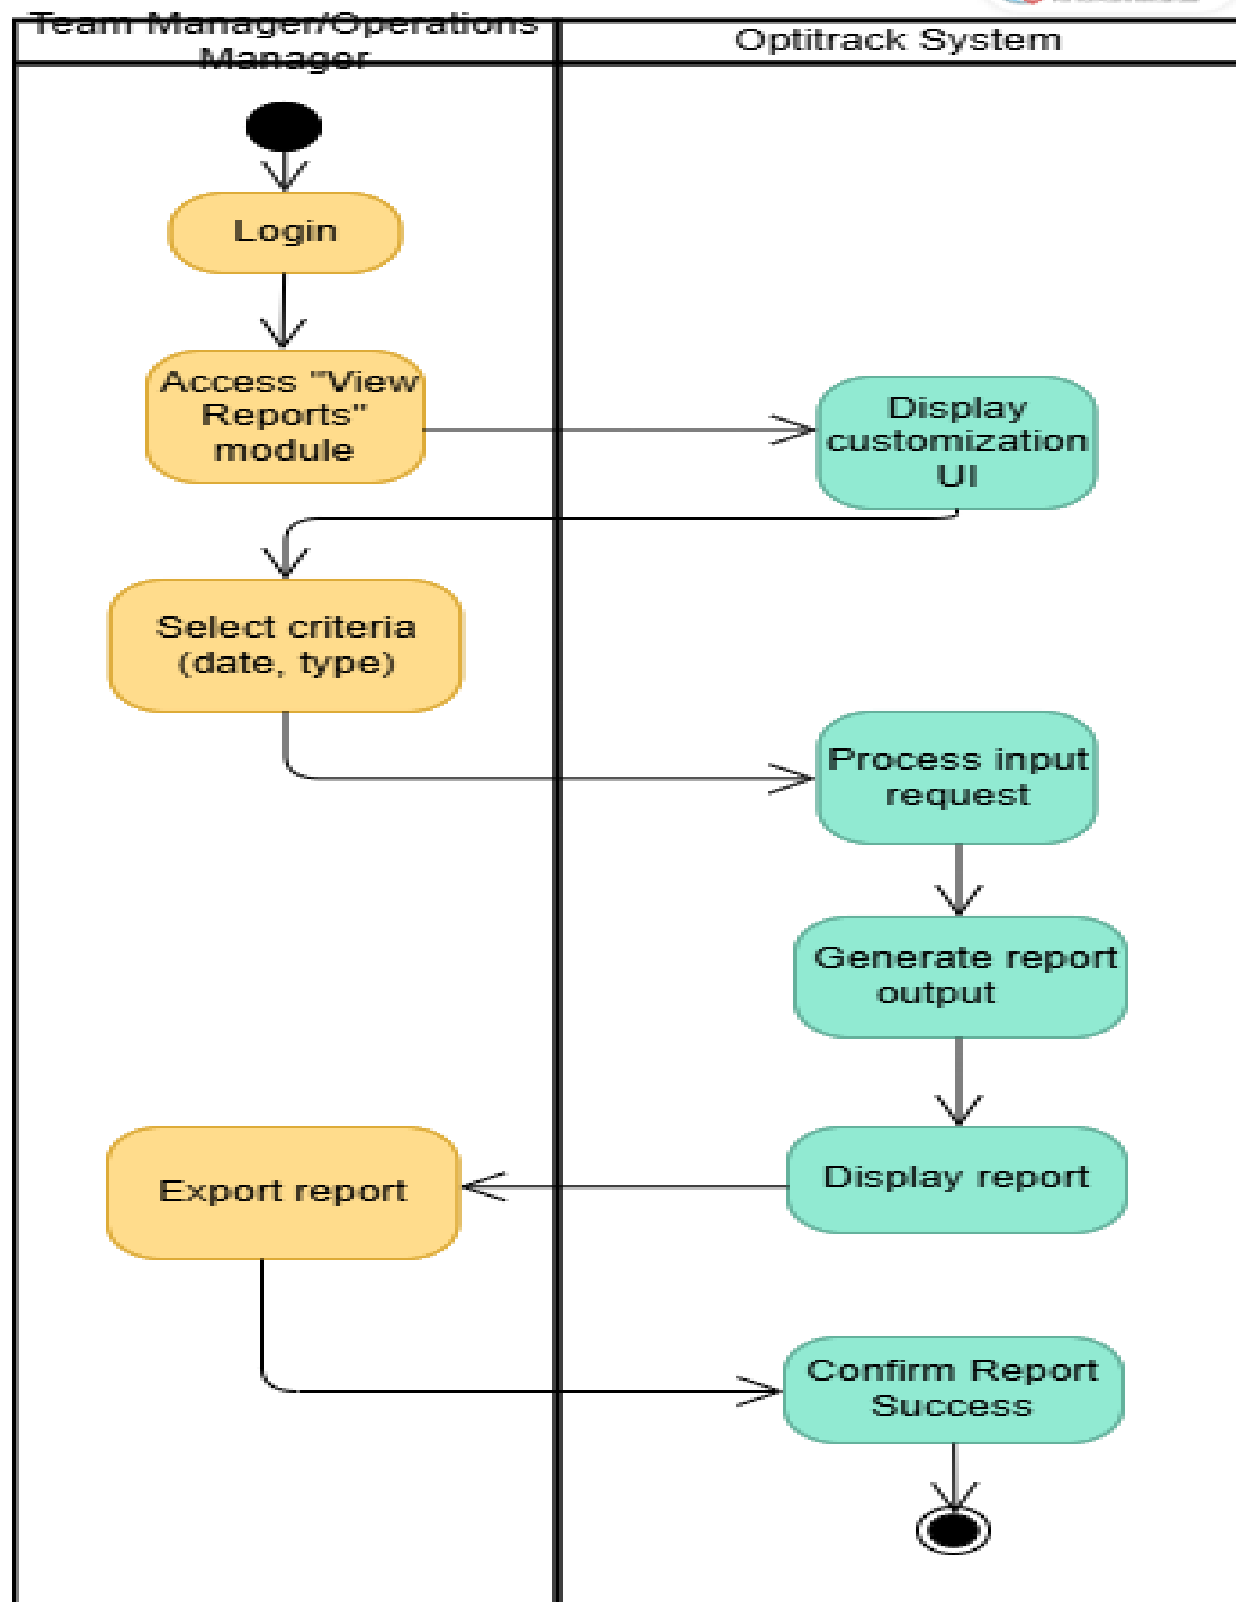 Team Manager/Operations
Manager
Optitrack System
Login
Access "View
Reports"
module
Display
customization
UI
Select criteria
(date, type)
Process input
request
Generate report
output
Display report
Export report
Confirm Report
Success